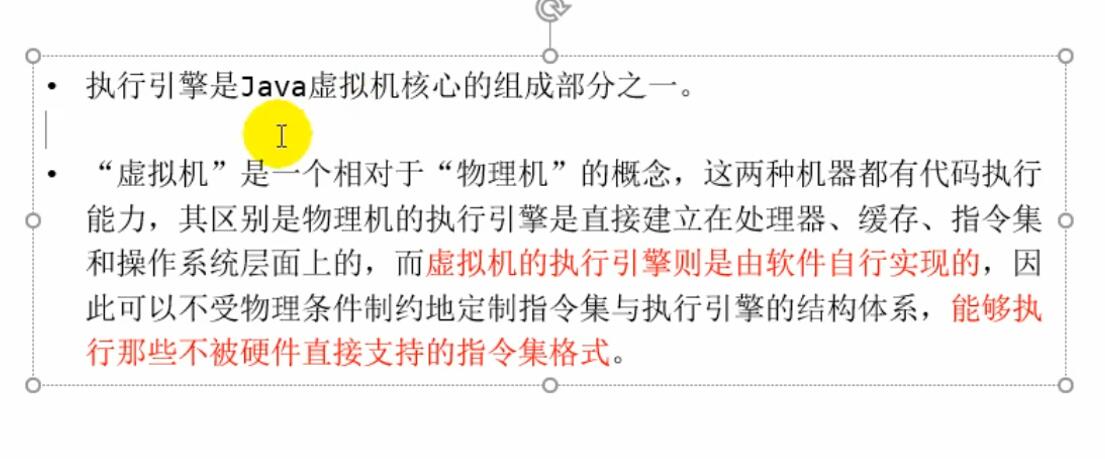 • 执行引擎是Java虚拟机核心的组成部分之一。
• “虚拟机”是一个相对于“物理机”的概念，这两种机器都有代码执行
能力，其区别是物理机的执行引擎是直接建立在处理器、缓存、指令集
和操作系统层面上的，而虚拟机的执行引擎则是由软件自行实现的，因
此可以不受物理条件制约地定制指令集与执行引擎的结构体系，能够执
行那些不被硬件直接支持的指令集格式。